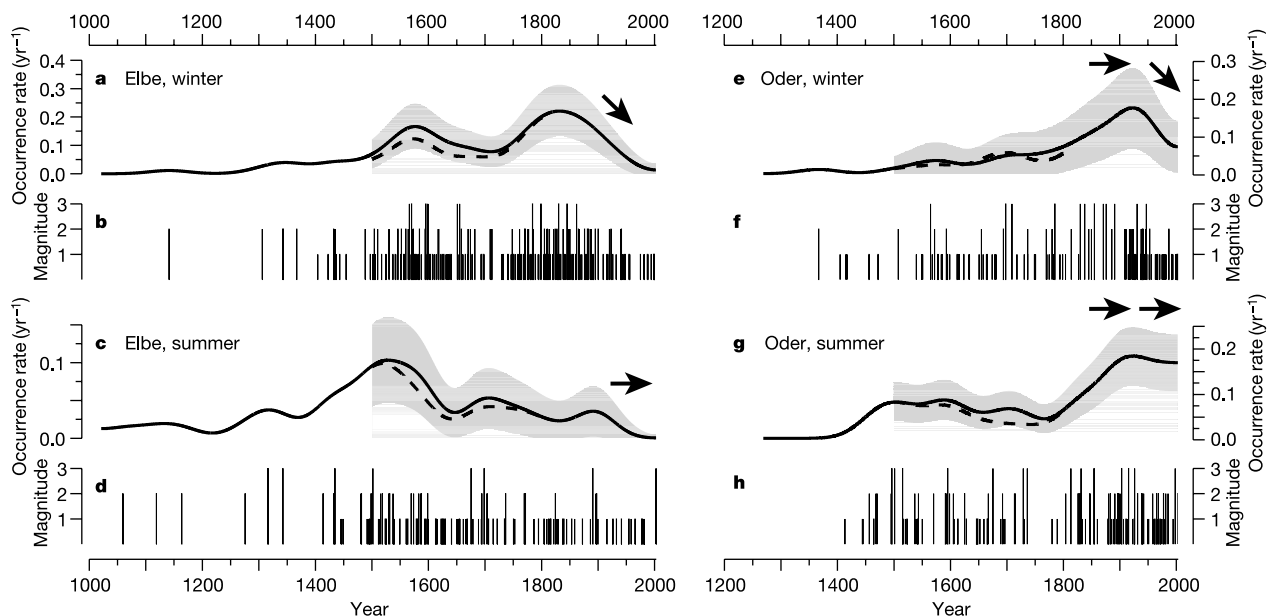 1000 1200 1400 1600 1800 2000
1200 1400 1600 1800 2000
Occurrence rate (yr⁻¹)
0.4
0.3
0.2
0.1
0.0
a Elbe, winter
e Oder, winter
0.3
0.2
0.1
0.0
Occurrence rate (yr⁻¹)
Magnitude
3
2
1
b
f
3
2
1
Magnitude
Occurrence rate (yr⁻¹)
0.1
0.0
c Elbe, summer
g Oder, summer
0.2
0.1
0.0
Occurrence rate (yr⁻¹)
Magnitude
3
2
1
d
h
3
2
1
Magnitude
1000 1200 1400 1600 1800 2000
Year
1200 1400 1600 1800 2000
Year